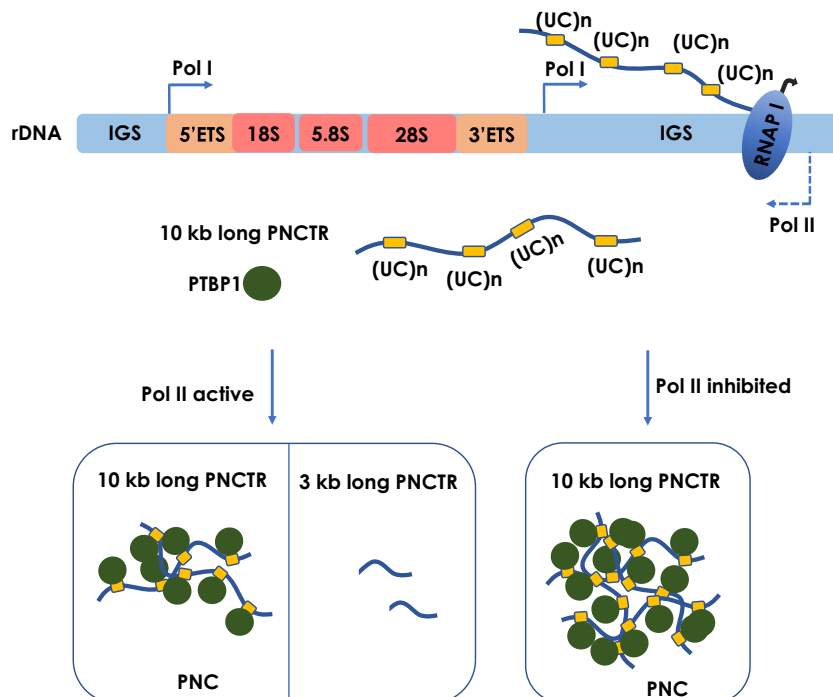 (UC)n
(UC)n
(UC)n
(UC)n
Pol I
Pol I
rDNA
IGS
5'ETS
18S
5.8S
28S
3'ETS
IGS
RNAP I
Pol II
10 kb long PNCTR
PTBP1
(UC)n
(UC)n
(UC)n
(UC)n
Pol II active
Pol II inhibited
10 kb long PNCTR
3 kb long PNCTR
10 kb long PNCTR
PNC
PNC